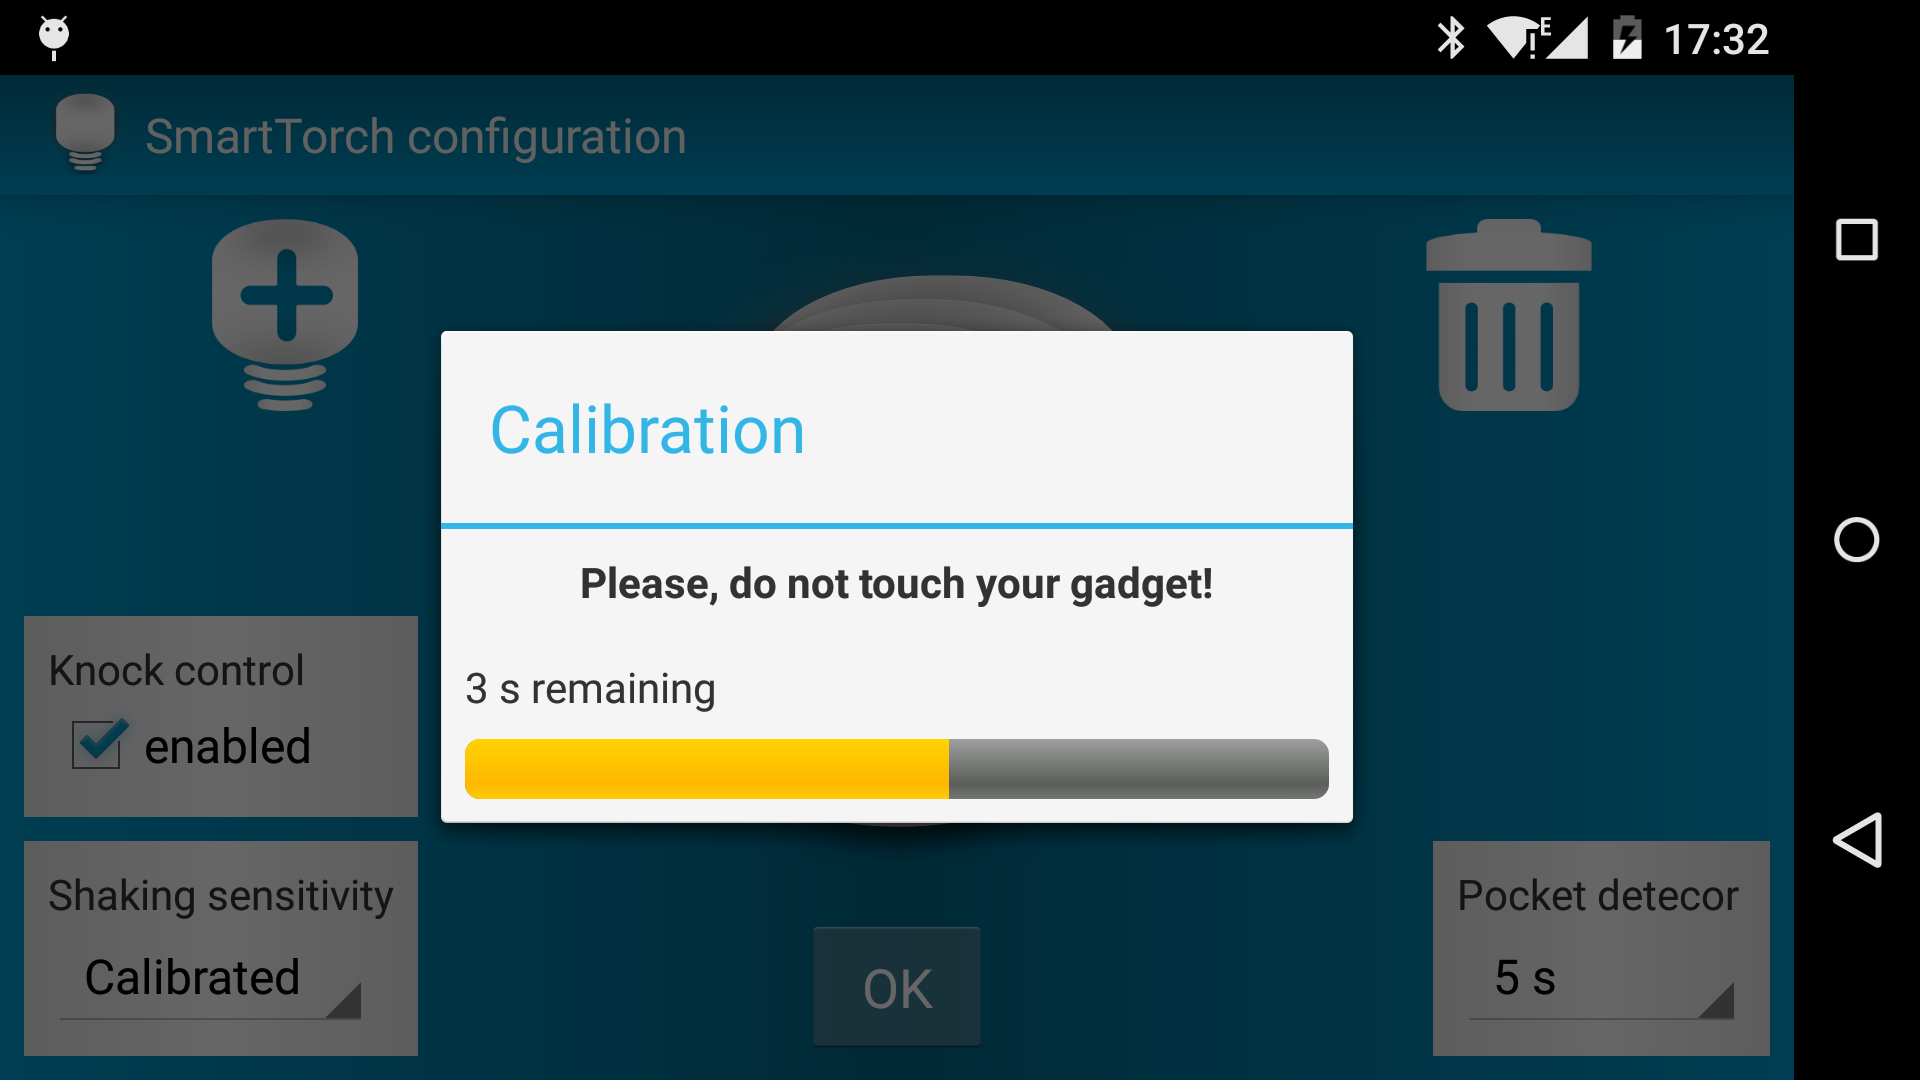 E
17:32
SmartTorch configuration
Calibration
Please, do not touch your gadget!
3 s remaining
Knock control
enabled
Shaking sensitivity
Calibrated
OK
Pocket detecor
5 s